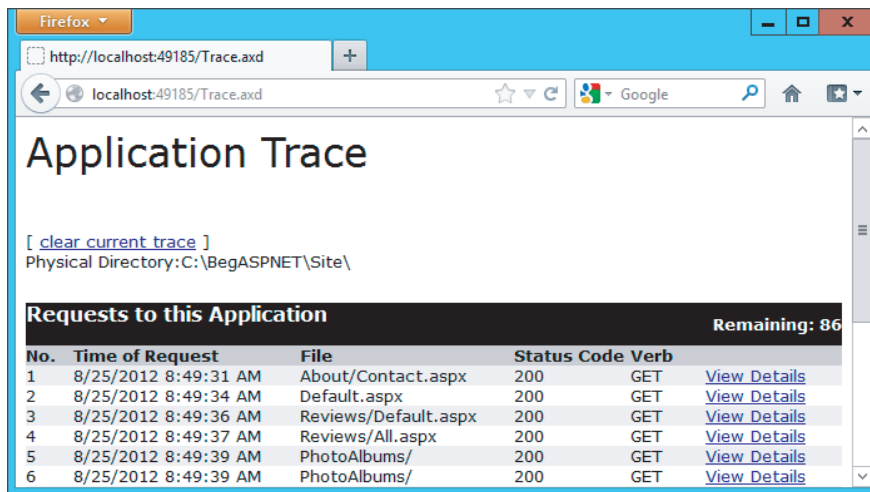 Firefox
http://localhost:49185/Trace.axd
localhost:49185/Trace.axd
Google
Application Trace
[ clear current trace ]
Physical Directory:C:\BegASPNET\Site\
Requests to this Application Remaining: 86
No. Time of Request File Status Code Verb
1 8/25/2012 8:49:31 AM About/Contact.aspx 200 GET View Details
2 8/25/2012 8:49:34 AM Default.aspx 200 GET View Details
3 8/25/2012 8:49:36 AM Reviews/Default.aspx 200 GET View Details
4 8/25/2012 8:49:37 AM Reviews/All.aspx 200 GET View Details
5 8/25/2012 8:49:39 AM PhotoAlbums/ 200 GET View Details
6 8/25/2012 8:49:39 AM PhotoAlbums/ 200 GET View Details